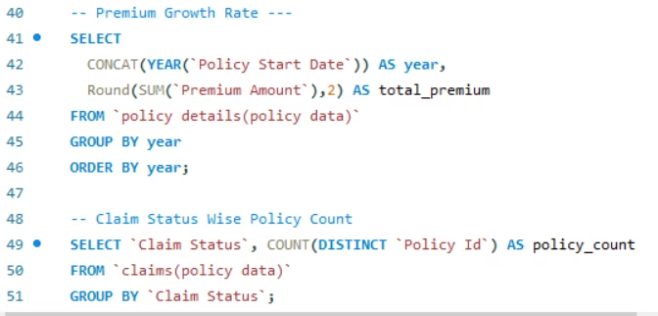 40 -- Premium Growth Rate ---
41 SELECT
42 CONCAT(YEAR(`Policy Start Date`)) AS year,
43 Round(SUM(`Premium Amount`),2) AS total_premium
44 FROM `policy details(policy data)`
45 GROUP BY year
46 ORDER BY year;
47
48 -- Claim Status Wise Policy Count
49 SELECT `Claim Status`, COUNT(DISTINCT `Policy Id`) AS policy_count
50 FROM `claims(policy data)`
51 GROUP BY `Claim Status`;